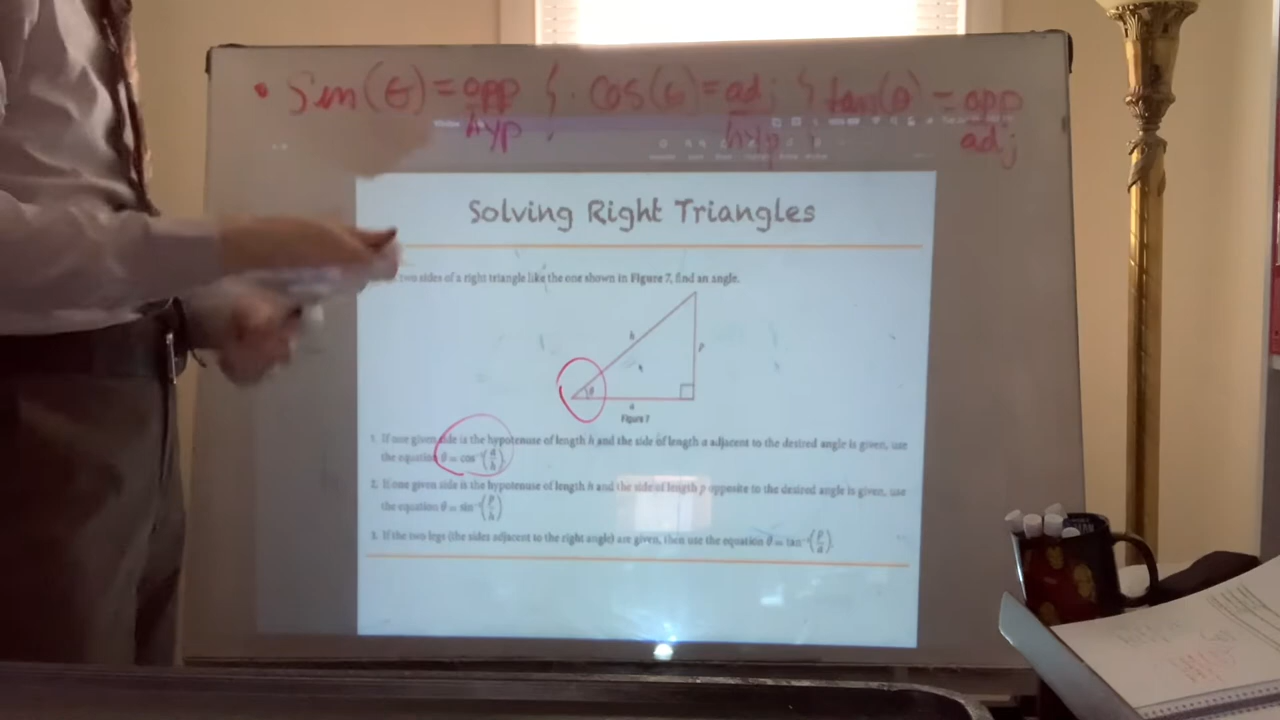 • Sin(θ) = opp/hyp ; · cos(θ) = adj/hyp ; tan(θ) = opp/adj
Window
Solving Right Triangles
two sides of a right triangle like the one shown in Figure 7, find an angle.
h
p
θ
a
Figure 7
1. If one given side is the hypotenuse of length h and the side of length a adjacent to the desired angle is given, use
the equation θ = cos⁻¹(a/h)
2. If one given side is the hypotenuse of length h and the side of length p opposite to the desired angle is given, use
the equation θ = sin⁻¹(p/h)
3. If the two legs (the sides adjacent to the right angle) are given, then use the equation θ = tan⁻¹(p/a)